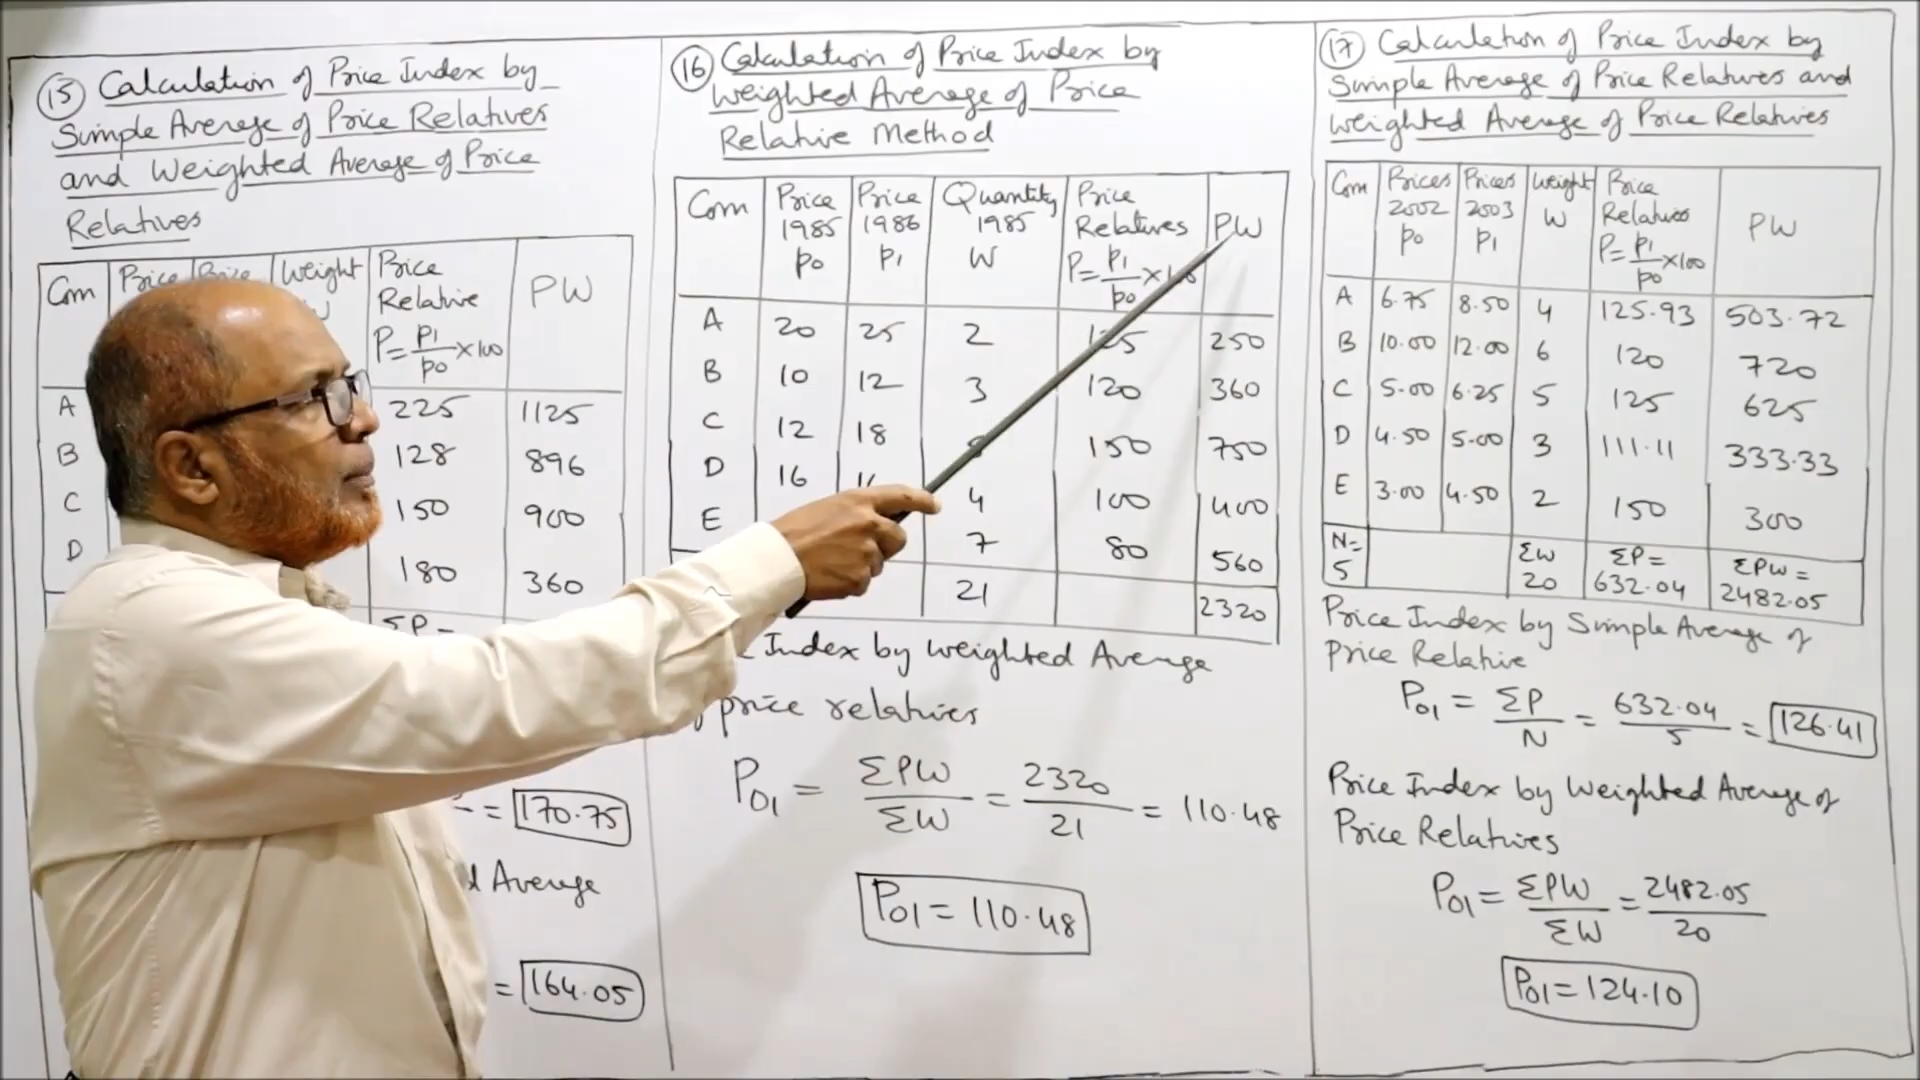 15 Calculation of Price Index by
Simple Average of Price Relatives
and Weighted Average of Price
Relatives
Com Price Price Weight Price Relative P = p1/p0 × 100 PW
A 225 1125
B 128 896
C 150 900
D 180 360
ΣP =
= 170.75
Average
= 164.05
16 Calculation of Price Index by
Weighted Average of Price
Relative Method
Com Price 1985 p0 Price 1986 p1 Quantity 1985 W Price Relatives P = p1/p0 × 100 PW
A 20 25 2 125 250
B 10 12 3 120 360
C 12 18 150 750
D 16 4 100 400
E 7 80 560
21 2320
Index by Weighted Average
price relatives
P01 = ΣPW/ΣW = 2320/21 = 110.48
P01 = 110.48
17 Calculation of Price Index by
Simple Average of Price Relatives and
Weighted Average of Price Relatives
Com Prices 2002 p0 Prices 2003 p1 Weight W Price Relatives P = p1/p0 × 100 PW
A 6.75 8.50 4 125.93 503.72
B 10.00 12.00 6 120 720
C 5.00 6.25 5 125 625
D 4.50 5.00 3 111.11 333.33
E 3.00 4.50 2 150 300
N = 5 ΣW 20 ΣP = 632.04 ΣPW = 2482.05
Price Index by Simple Average of
Price Relative
P01 = ΣP/N = 632.04/5 = 126.41
Price Index by Weighted Average of
Price Relatives
P01 = ΣPW/ΣW = 2482.05/20
P01 = 124.10